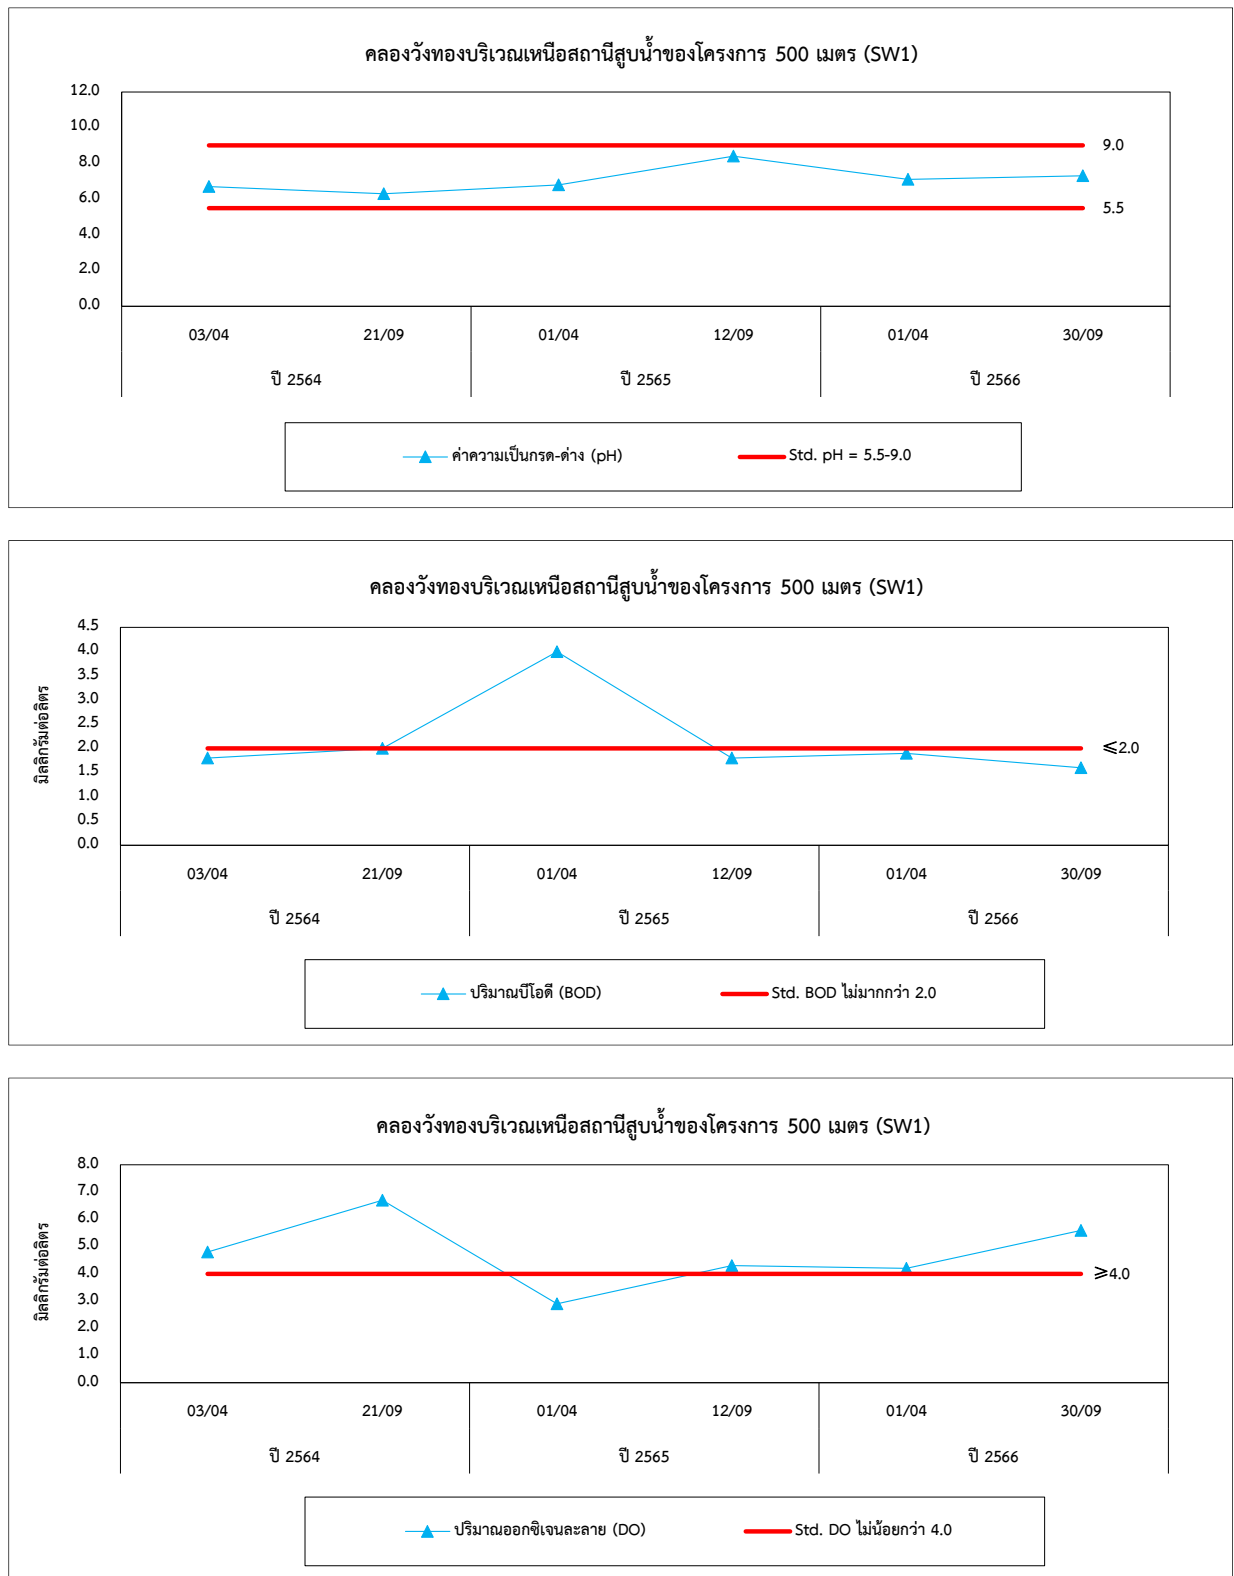 คลองวังทองบริเวณเหนือสถานีสูบน้ำของโครงการ 500 เมตร (SW1)
12.0
10.0
8.0
6.0
4.0
2.0
0.0
9.0
5.5
03/04 21/09 01/04 12/09 01/04 30/09
ปี 2564 ปี 2565 ปี 2566
ค่าความเป็นกรด-ด่าง (pH) Std. pH = 5.5-9.0
คลองวังทองบริเวณเหนือสถานีสูบน้ำของโครงการ 500 เมตร (SW1)
มิลลิกรัมต่อลิตร
4.5
4.0
3.5
3.0
2.5
2.0
1.5
1.0
0.5
0.0
≤2.0
03/04 21/09 01/04 12/09 01/04 30/09
ปี 2564 ปี 2565 ปี 2566
ปริมาณบีโอดี (BOD) Std. BOD ไม่มากกว่า 2.0
คลองวังทองบริเวณเหนือสถานีสูบน้ำของโครงการ 500 เมตร (SW1)
มิลลิกรัมต่อลิตร
8.0
7.0
6.0
5.0
4.0
3.0
2.0
1.0
0.0
≥4.0
03/04 21/09 01/04 12/09 01/04 30/09
ปี 2564 ปี 2565 ปี 2566
ปริมาณออกซิเจนละลาย (DO) Std. DO ไม่น้อยกว่า 4.0